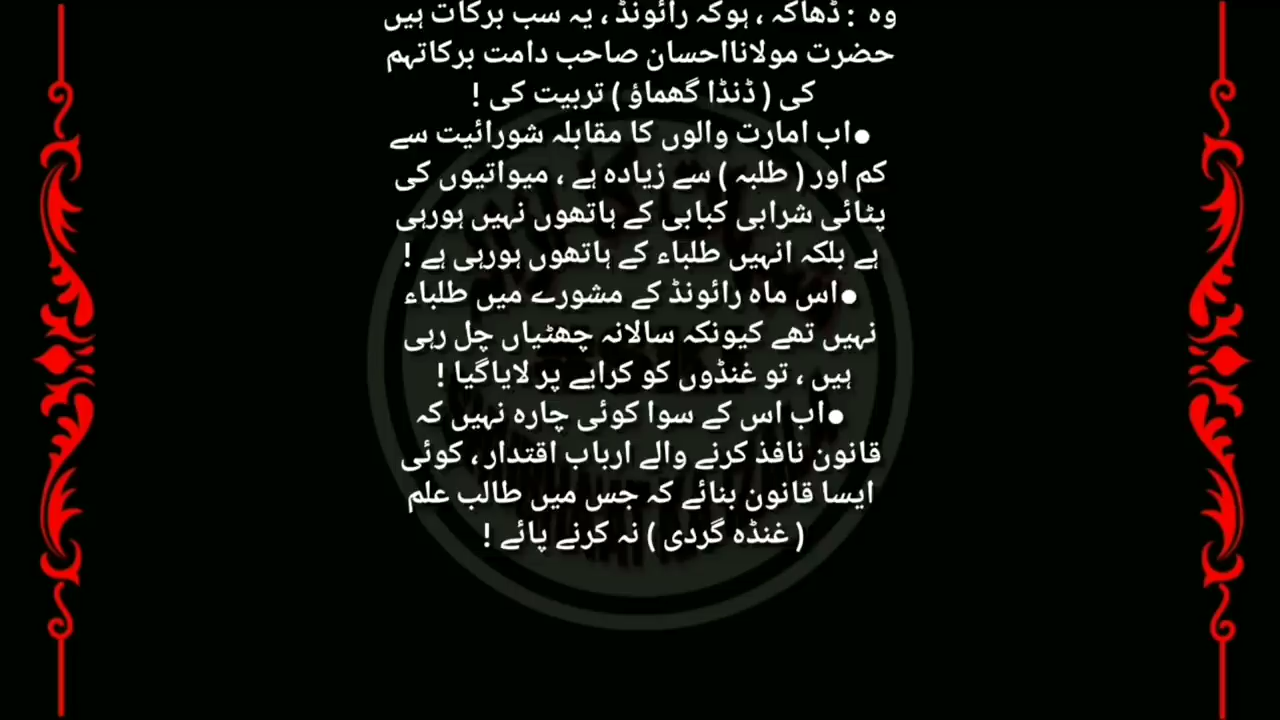 وہ : ڈھاکہ ، ہوکہ رائونڈ ، یہ سب برکات ہیں
حضرت مولانااحسان صاحب دامت برکاتہم
کی ( ڈنڈا گھماؤ ) تربیت کی !
●اب امارت والوں کا مقابلہ شورائیت سے
کم اور ( طلبہ ) سے زیادہ ہے ، میواتیوں کی
پٹائی شرابی کبابی کے ہاتھوں نہیں ہورہی
ہے بلکہ انہیں طلباء کے ہاتھوں ہورہی ہے !
●اس ماہ رائونڈ کے مشورے میں طلباء
نہیں تھے کیونکہ سالانہ چھٹیاں چل رہی
ہیں ، تو غنڈوں کو کرایے پر لایاگیا !
●اب اس کے سوا کوئی چارہ نہیں کہ
قانون نافذ کرنے والے ارباب اقتدار ، کوئی
ایسا قانون بنائے کہ جس میں طالب علم
( غنڈہ گردی ) نہ کرنے پائے !